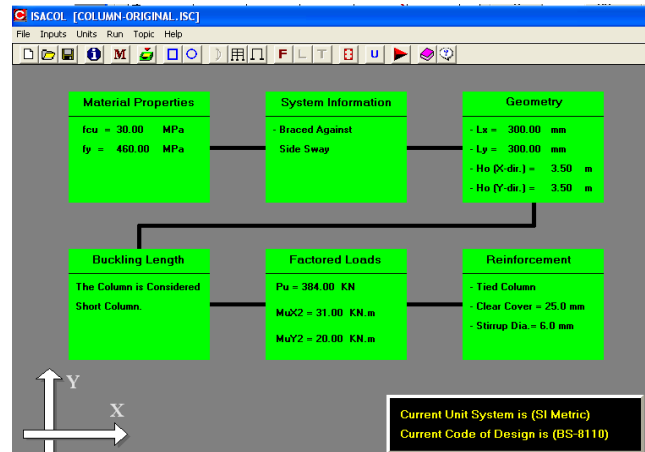 ISACOL [COLUMN-ORIGINAL.ISC]
File Inputs Units Run Topic Help
M F L T U
Material Properties
fcu = 30.00 MPa
fy = 460.00 MPa
System Information
- Braced Against
Side Sway
Geometry
- Lx = 300.00 mm
- Ly = 300.00 mm
- Ho (X-dir.) = 3.50 m
- Ho (Y-dir.) = 3.50 m
Buckling Length
The Column is Considered
Short Column.
Factored Loads
Pu = 384.00 KN
MuX2 = 31.00 KN.m
MuY2 = 20.00 KN.m
Reinforcement
- Tied Column
- Clear Cover = 25.0 mm
- Stirrup Dia.= 6.0 mm
Y
X
Current Unit System is (SI Metric)
Current Code of Design is (BS-8110)